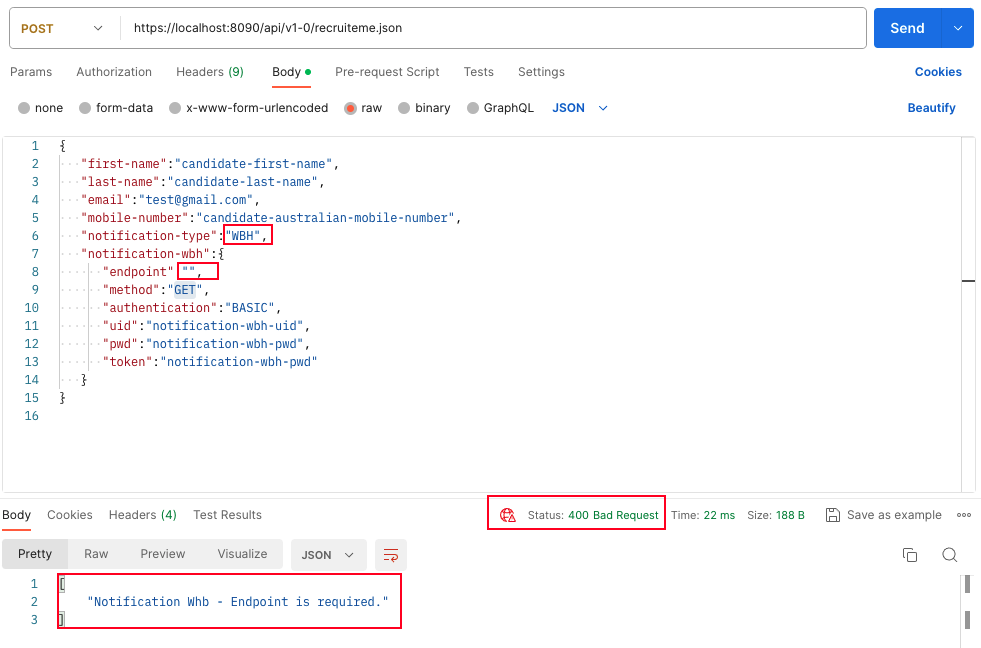 POST https://localhost:8090/api/v1-0/recruiteme.json Send
Params Authorization Headers (9) Body Pre-request Script Tests Settings Cookies
none form-data x-www-form-urlencoded raw binary GraphQL JSON Beautify
1 {
2 "first-name":"candidate-first-name",
3 "last-name":"candidate-last-name",
4 "email":"test@gmail.com",
5 "mobile-number":"candidate-australian-mobile-number",
6 "notification-type":"WBH",
7 "notification-wbh":{
8 "endpoint" "",
9 "method":"GET",
10 "authentication":"BASIC",
11 "uid":"notification-wbh-uid",
12 "pwd":"notification-wbh-pwd",
13 "token":"notification-wbh-pwd"
14 }
15 }
16
Body Cookies Headers (4) Test Results Status: 400 Bad Request Time: 22 ms Size: 188 B Save as example
Pretty Raw Preview Visualize JSON
1 [
2 "Notification Whb - Endpoint is required."
3 ]